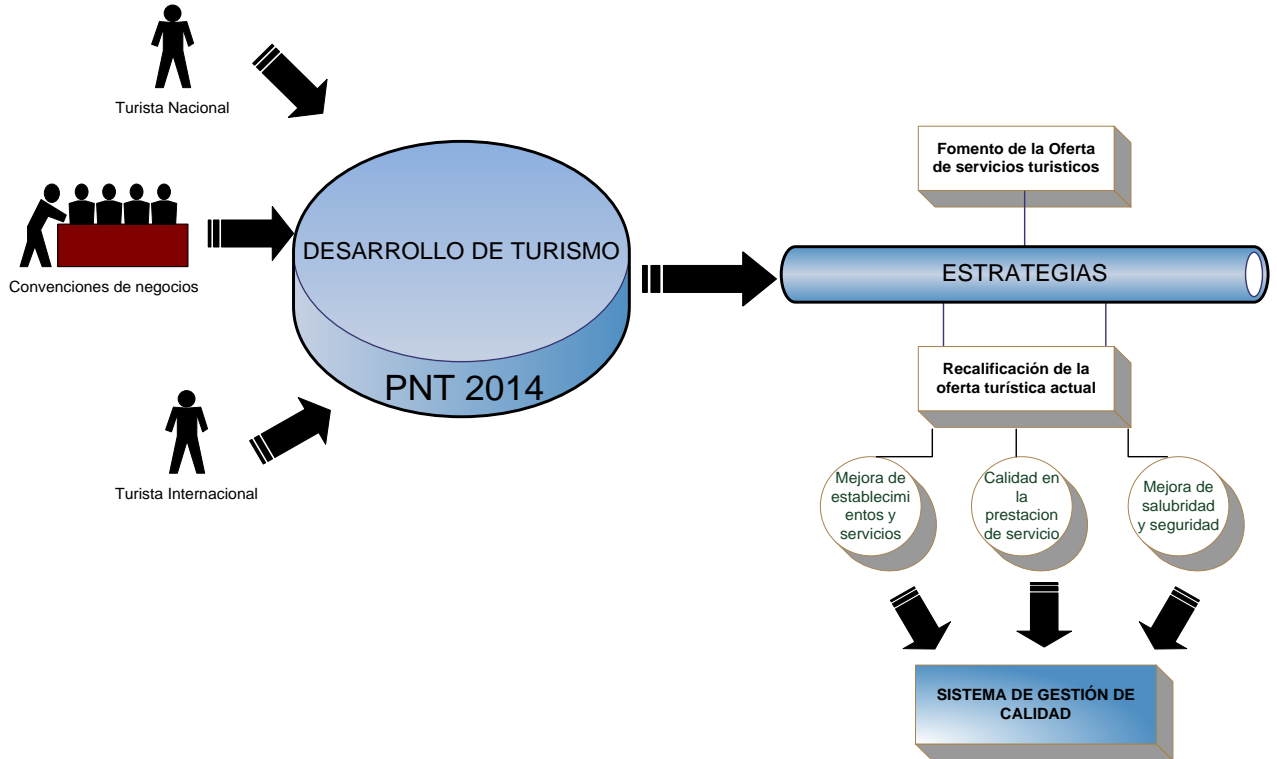 Turista Nacional
Convenciones de negocios
Turista Internacional
DESARROLLO DE TURISMO
PNT 2014
Fomento de la Oferta
de servicios turisticos
ESTRATEGIAS
Recalificación de la
oferta turística actual
Mejora de
establecimi
entos y
servicios
Calidad en
la
prestacion
de servicio
Mejora de
salubridad
y seguridad
SISTEMA DE GESTIÓN DE
CALIDAD